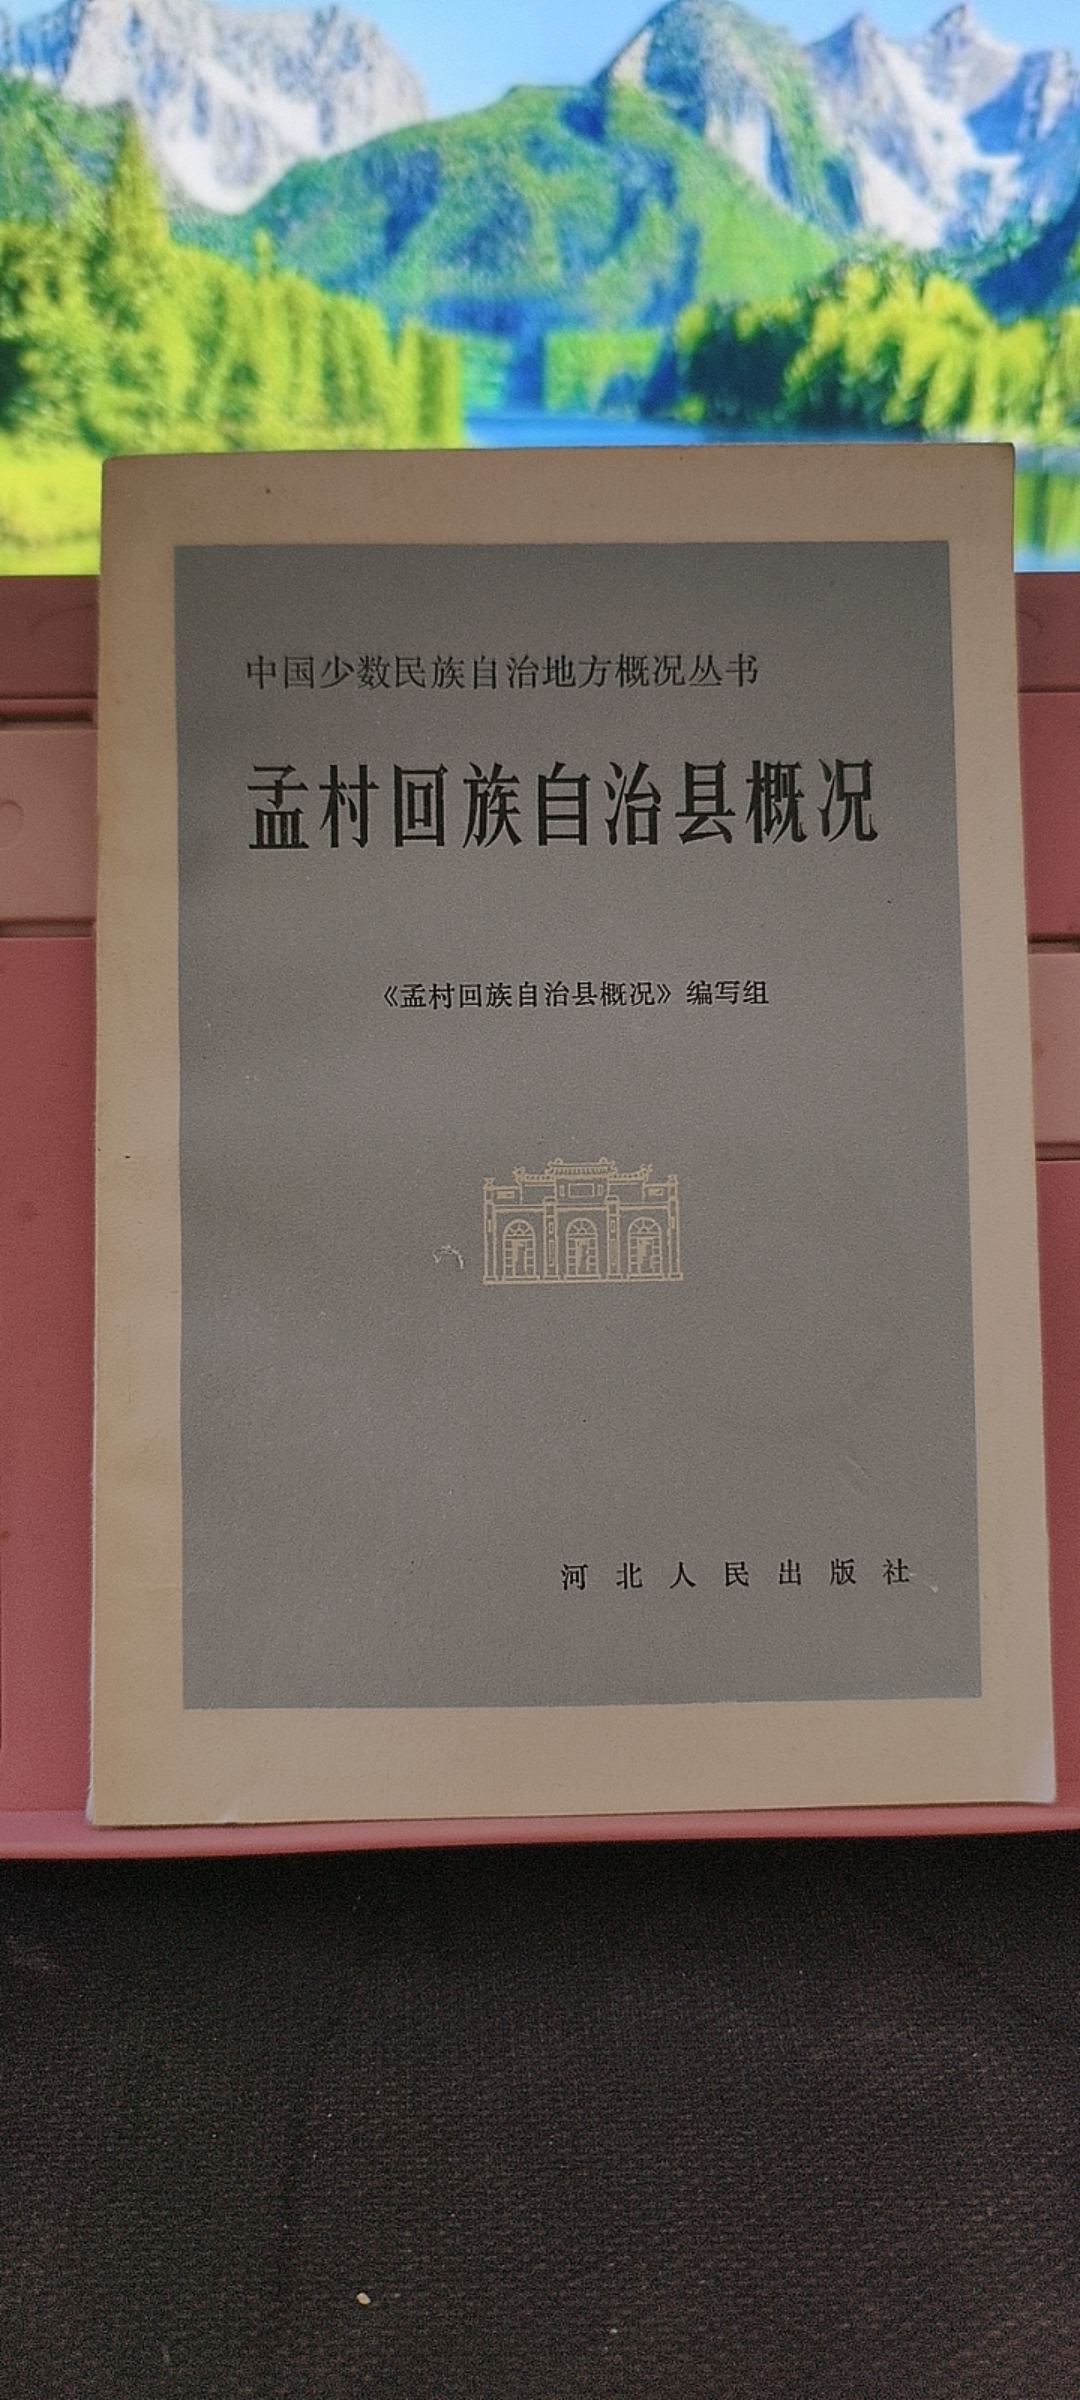 中国少数民族自治地方概况丛书
孟村回族自治县概况
《孟村回族自治县概况》编写组
河北人民出版社